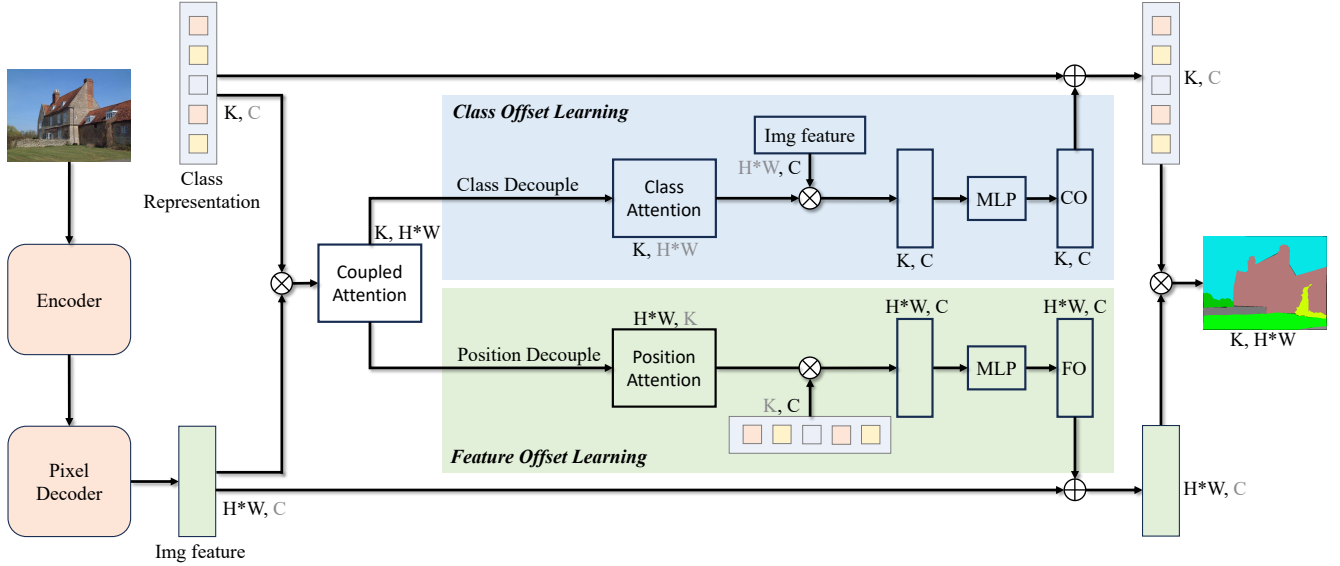 K, C
Class
Representation
Encoder
Pixel
Decoder
H*W, C
Img feature
K, H*W
Coupled
Attention
Class Offset Learning
Class Decouple
Class
Attention
K, H*W
Img feature
H*W, C
K, C
MLP
CO
K, C
Position Decouple
H*W, K
Position
Attention
K, C
H*W, C
MLP
H*W, C
FO
Feature Offset Learning
K, C
K, H*W
H*W, C